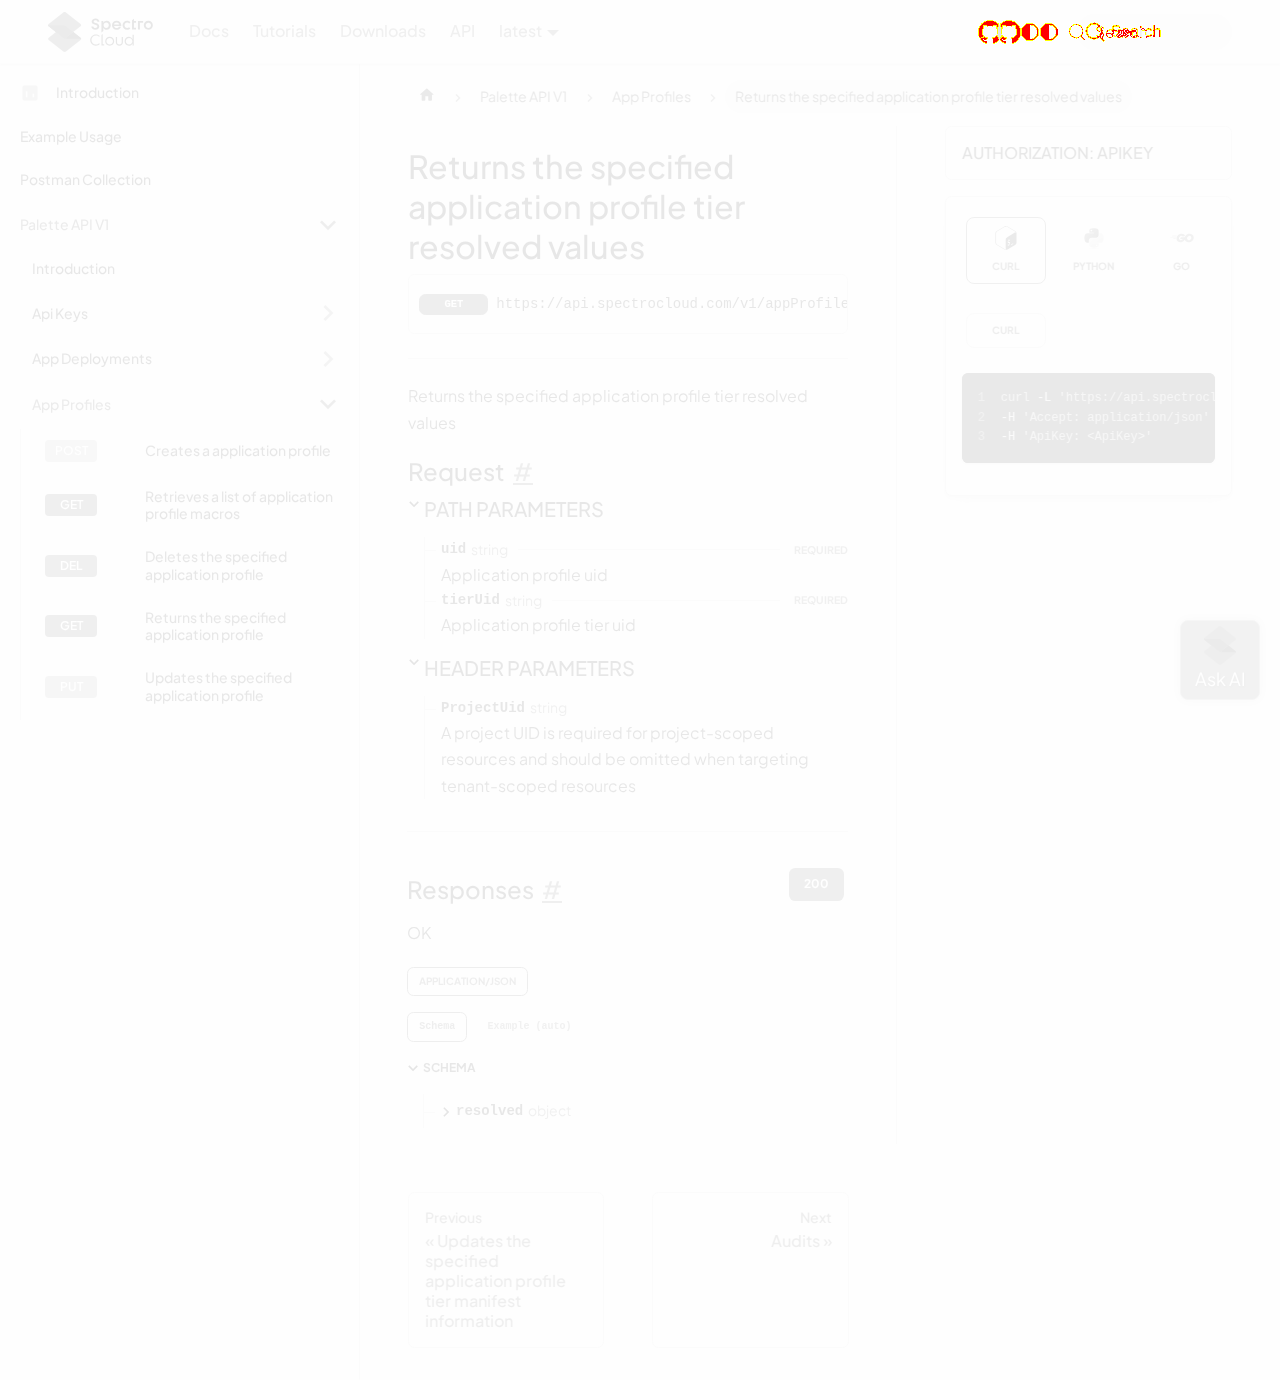 Spectro
Cloud
Docs
Tutorials
Downloads
API
latest
Introduction
Example Usage
Postman Collection
Palette API V1
Introduction
Api Keys
App Deployments
App Profiles
POST
Creates a application profile
GET
Retrieves a list of application
profile macros
DEL
Deletes the specified
application profile
GET
Returns the specified
application profile
PUT
Updates the specified
application profile
Palette API V1
App Profiles
Returns the specified application profile tier resolved values
Returns the specified
application profile tier
resolved values
GET
https://api.spectrocloud.com/v1/appProfile
Returns the specified application profile tier resolved
values
Request #
PATH PARAMETERS
uid string
REQUIRED
Application profile uid
tierUid string
REQUIRED
Application profile tier uid
HEADER PARAMETERS
ProjectUid string
A project UID is required for project-scoped
resources and should be omitted when targeting
tenant-scoped resources
Responses #
200
OK
APPLICATION/JSON
Schema
Example (auto)
SCHEMA
resolved object
Previous
« Updates the
specified
application profile
tier manifest
information
Next
Audits »
AUTHORIZATION: APIKEY
CURL
PYTHON
GO
GO
CURL
1 curl -L 'https://api.spectrocl
2 -H 'Accept: application/json'
3 -H 'ApiKey: <ApiKey>'
Ask AI